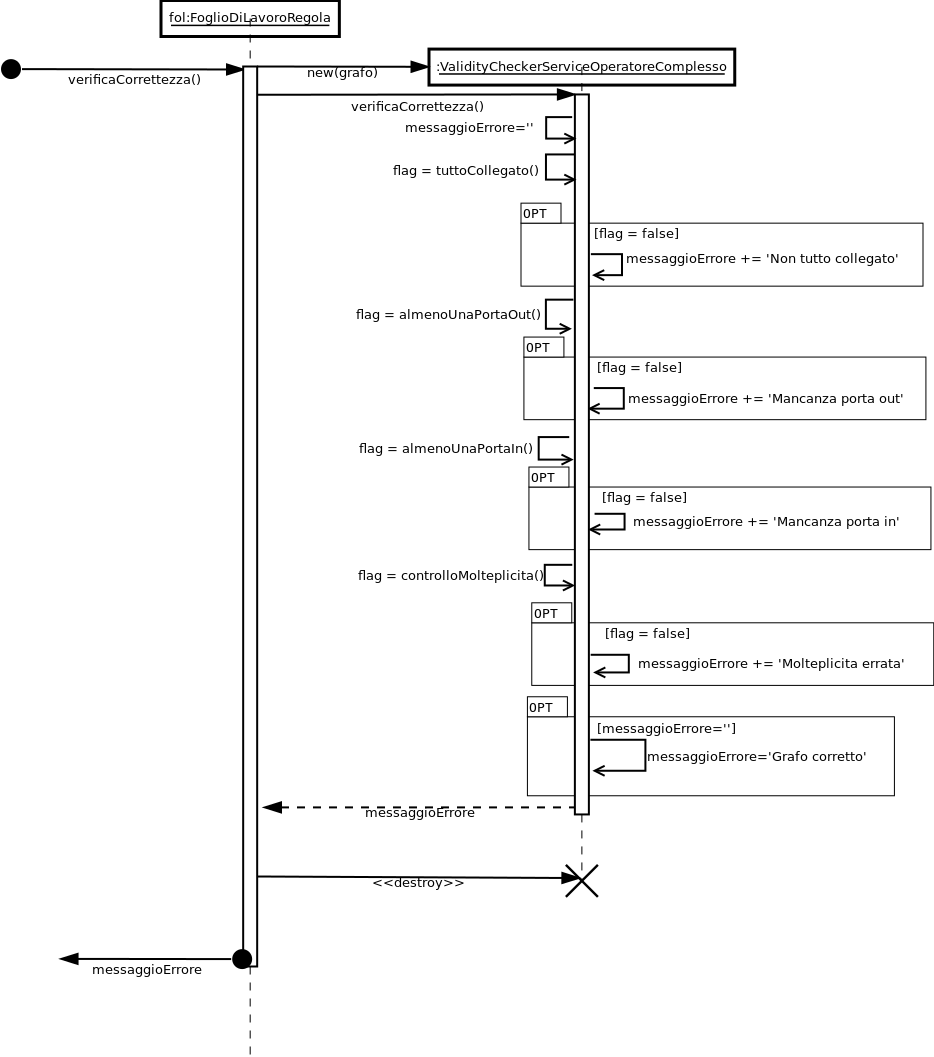 fol:FoglioDiLavoroRegola
:ValidityCheckerServiceOperatoreComplesso
verificaCorrettezza()
new(grafo)
verificaCorrettezza()
messaggioErrore=''
flag = tuttoCollegato()
OPT
[flag = false]
messaggioErrore += 'Non tutto collegato'
flag = almenoUnaPortaOut()
OPT
[flag = false]
messaggioErrore += 'Mancanza porta out'
flag = almenoUnaPortaIn()
OPT
[flag = false]
messaggioErrore += 'Mancanza porta in'
flag = controlloMolteplicita()
OPT
[flag = false]
messaggioErrore += 'Molteplicita errata'
OPT
[messaggioErrore='']
messaggioErrore='Grafo corretto'
messaggioErrore
<<destroy>>
messaggioErrore